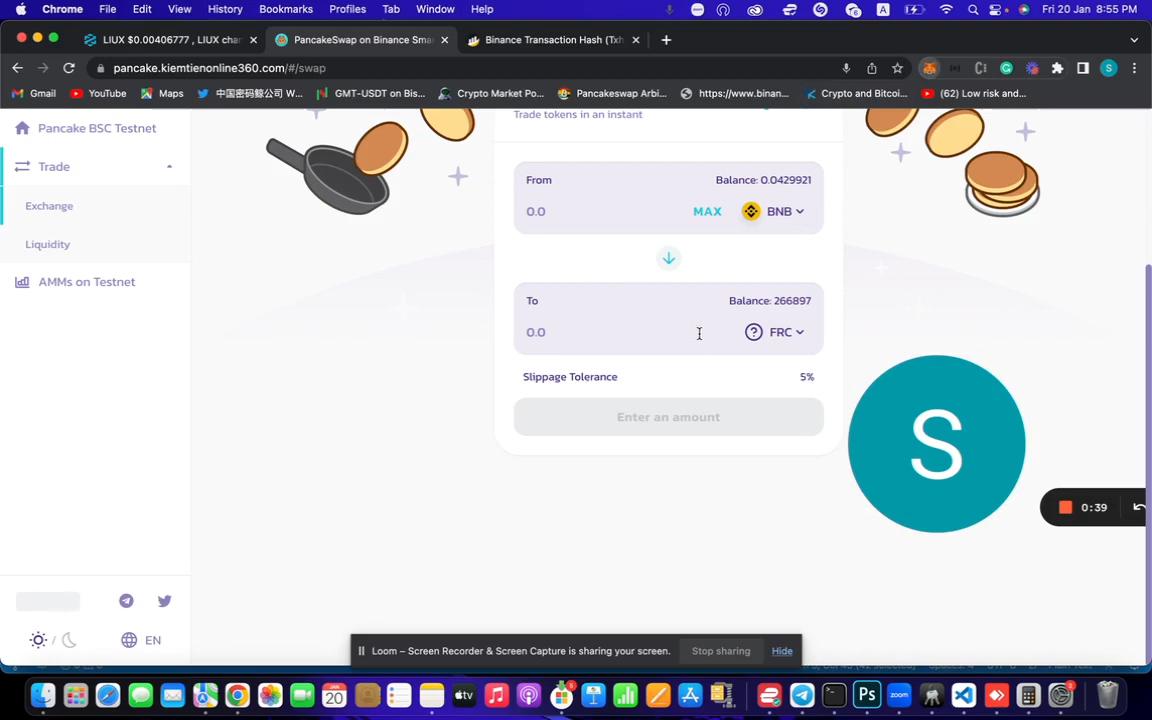 Chrome File Edit View History Bookmarks Profiles Tab Window Help Fri 20 Jan 8:55 PM
LIUX $0.00406777 , LIUX cha PancakeSwap on Binance Sma Binance Transaction Hash (Txh
pancake.kiemtienonline360.com/#/swap S
Gmail YouTube Maps 中国密码鲸公司 W... GMT-USDT on Bis... Crypto Market Po... Pancakeswap Arbi... https://www.binan... Crypto and Bitcoi... (62) Low risk and...
Trade tokens in an instant
Pancake BSC Testnet
Trade
Exchange
Liquidity
AMMs on Testnet
From Balance: 0.0429921
0.0 MAX BNB
To Balance: 266897
0.0 ? FRC
Slippage Tolerance 5%
Enter an amount
S
0:39
/
EN
Loom – Screen Recorder & Screen Capture is sharing your screen. Stop sharing Hide
20
tv
Ps
zoom